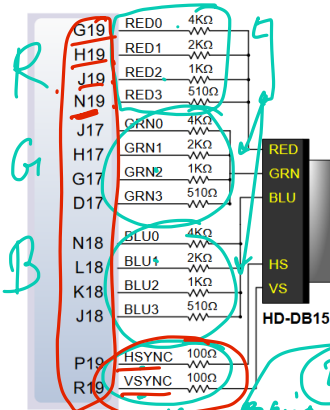 G19 RED0 4KΩ
H19 RED1 2KΩ
R J19 RED2 1KΩ
N19 RED3 510Ω
J17 GRN0 4KΩ
G H17 GRN1 2KΩ RED
G17 GRN2 1KΩ GRN
D17 GRN3 510Ω BLU
N18 BLU0 4KΩ
B L18 BLU1 2KΩ HS
K18 BLU2 1KΩ VS
J18 BLU3 510Ω HD-DB15
P19 HSYNC 100Ω
R19 VSYNC 100Ω